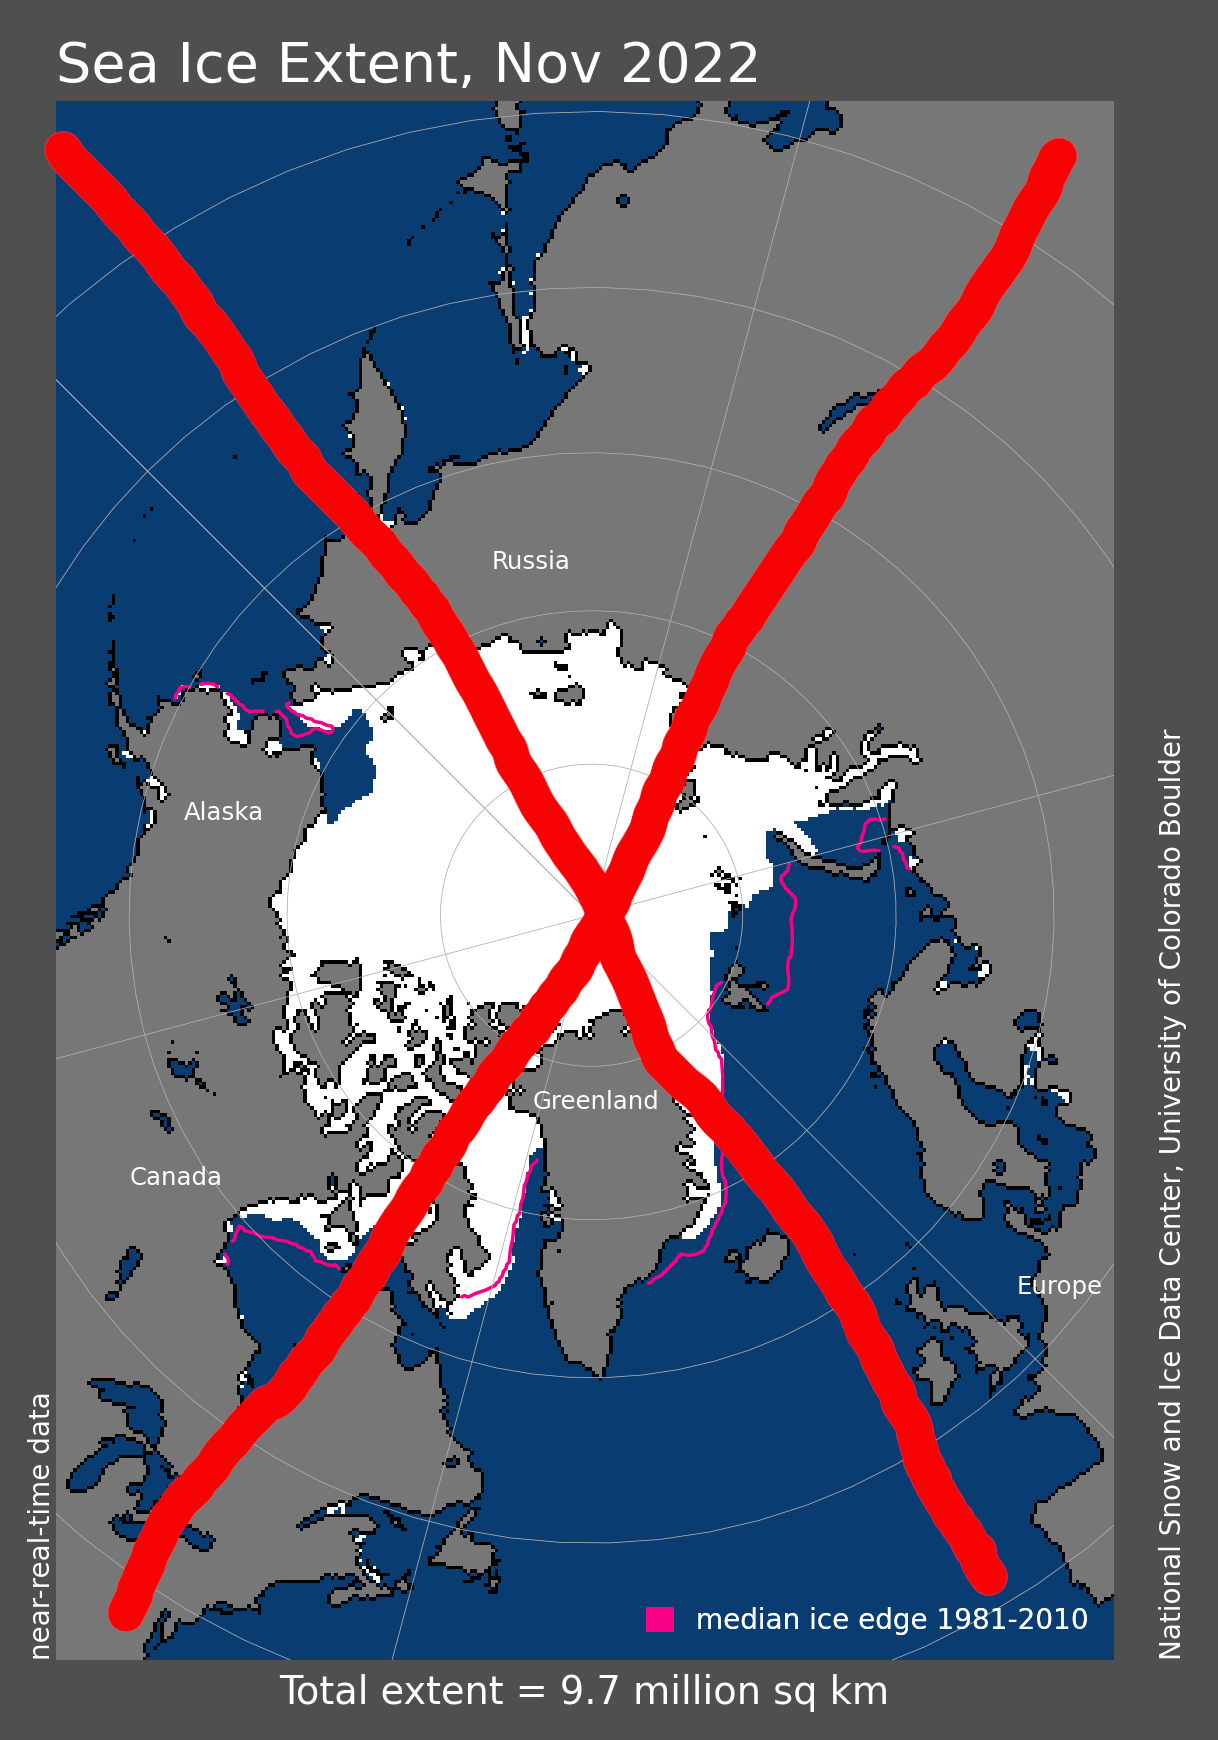 Sea Ice Extent, Nov 2022
Russia
Alaska
Greenland
Canada
Europe
near-real-time data
National Snow and Ice Data Center, University of Colorado Boulder
median ice edge 1981-2010
Total extent = 9.7 million sq km